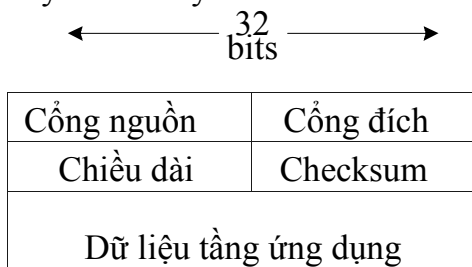 32
bits
Cổng nguồn Cổng đích
Chiều dài Checksum
Dữ liệu tầng ứng dụng